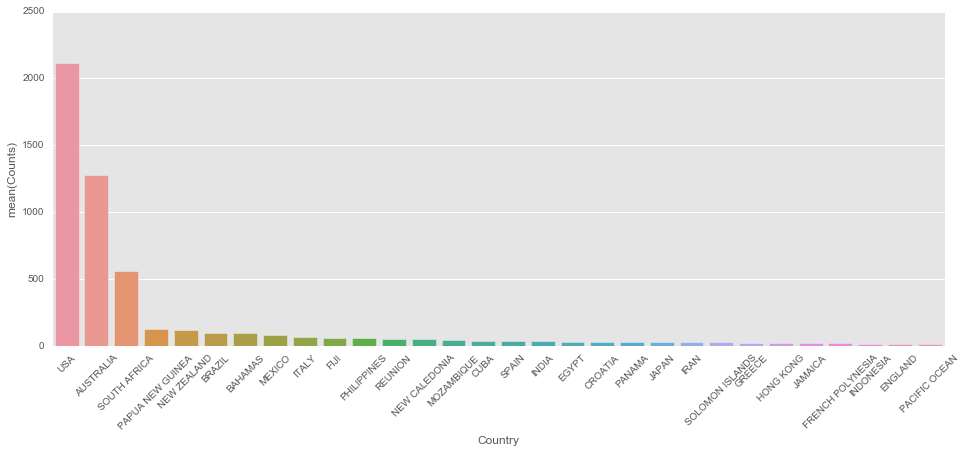 2500
2000
1500
1000
500
0
mean(Counts)
USA
AUSTRALIA
SOUTH AFRICA
PAPUA NEW GUINEA
NEW ZEALAND
BRAZIL
BAHAMAS
MEXICO
ITALY
FIJI
PHILIPPINES
REUNION
NEW CALEDONIA
MOZAMBIQUE
CUBA
SPAIN
INDIA
EGYPT
CROATIA
PANAMA
JAPAN
IRAN
SOLOMON ISLANDS
GREECE
HONG KONG
JAMAICA
FRENCH POLYNESIA
INDONESIA
ENGLAND
PACIFIC OCEAN
Country